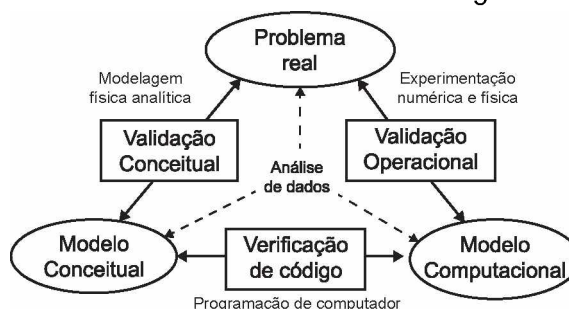 Problema
real
Modelagem
física analítica
Experimentação
numérica e física
Validação
Conceitual
Validação
Operacional
Análise
de dados
Modelo
Conceitual
Verificação
de código
Modelo
Computacional
Programação de computador